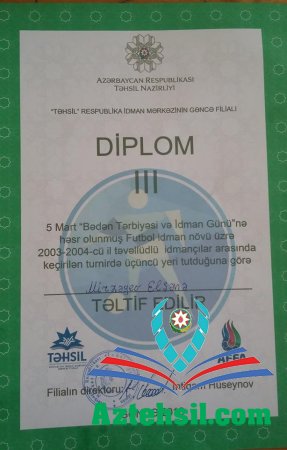 AZƏRBAYCAN RESPUBLİKASI
TƏHSİL NAZİRLİYİ
"TƏHSİL" RESPUBLİKA İDMAN MƏRKƏZİNİN GƏNCƏ FİLİALI
DİPLOM
III
5 Mart "Bədən Tərbiyəsi və İdman Günü"nə
həsr olunmuş Futbol idman növü üzrə
2003-2004-cü il təvəllüdlü idmançılar arasında
keçirilən turnirdə üçüncü yeri tutduğuna görə
TƏLTİF EDİLİR
TƏHSİL
AFFA
Filialın direktoru: Hüseynov
Aztehsil.com